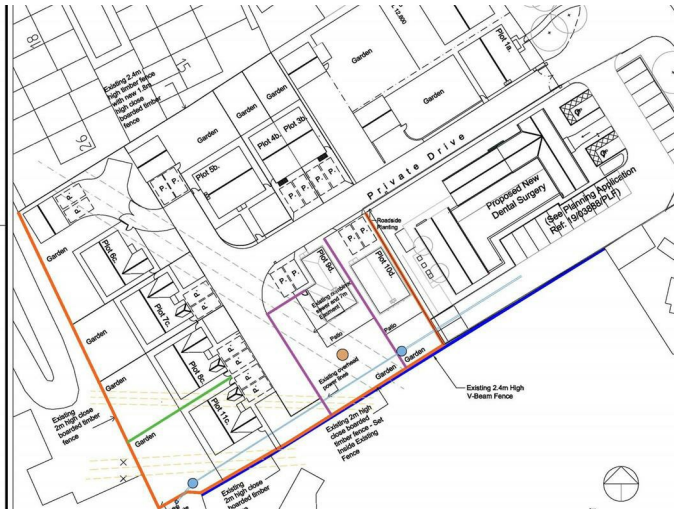 12.800
Plot 1a.
Garden
18
Existing 2.4m
high timber fence
with new 1.8m
high close
boarded timber
fence
26
Garden
Garden
Garden
Garden
Plot 3b.
Plot 4b.
Plot 5b.
P.
P.
P.
P.
P.
P.
Private Drive
Proposed New
Dental Surgery
(See Planning Application
Ref: 19/03888/PLF)
Roadside
Planting
P.
P.
P.
P.
Garden
Plot 6c.
Plot 9d.
Plot 10d.
P.
P.
Patio
Patio
Garden
Plot 7c.
P.
P.
Garden
Plot 8c.
P.
P.
Garden
Plot 11c.
Existing overhead
power lines
Garden
Garden
Existing 2.4m High
V-Beam Fence
Existing
2m high close
boarded timber
fence
Existing 2m high
close boarded
timber fence - Set
Inside Existing
Fence
Existing
2m high close
boarded timber